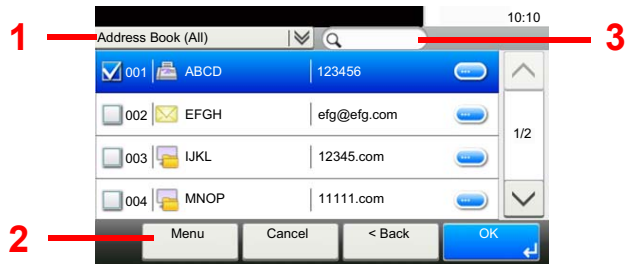 10:10
1 Address Book (All) 3
001 ABCD 123456
002 EFGH efg@efg.com
1/2
003 IJKL 12345.com
004 MNOP 11111.com
2 Menu Cancel < Back OK